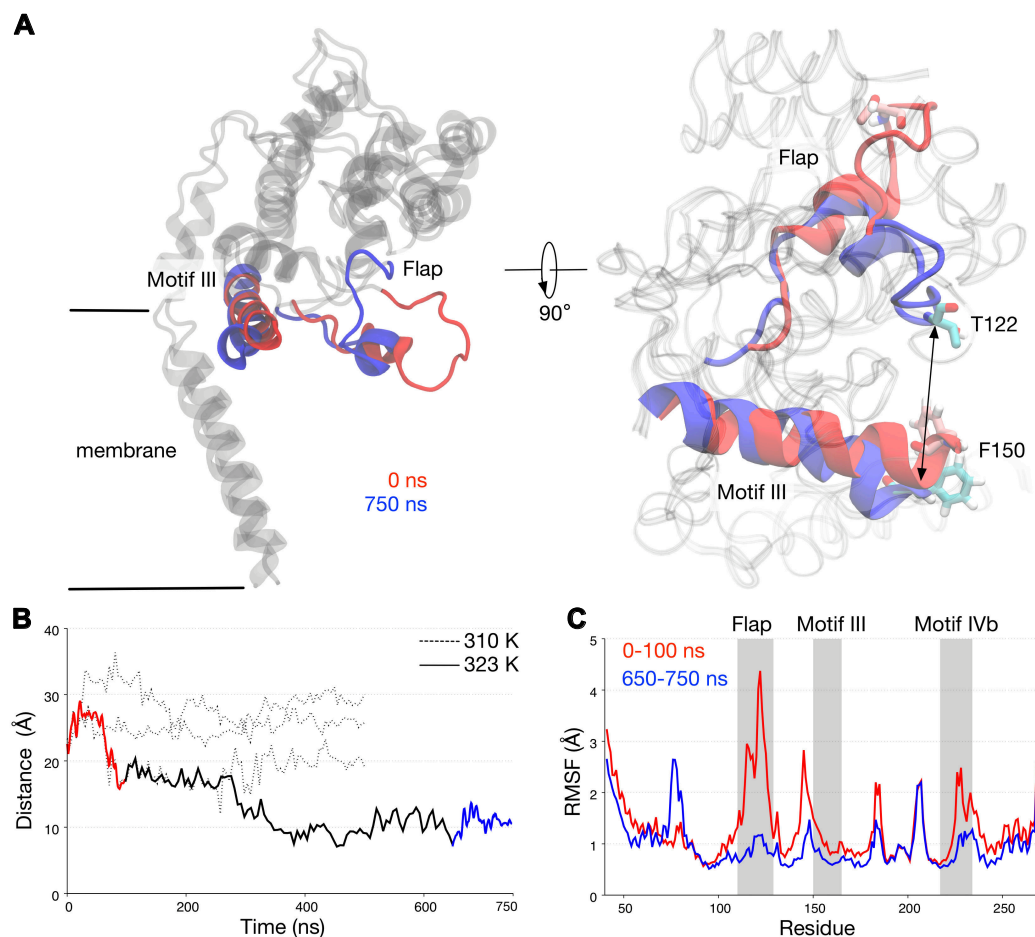 A
Motif III
Flap
membrane
0 ns
750 ns
90°
Flap
T122
F150
Motif III
B
40
30
20
10
0
Distance (Å)
310 K
323 K
0
200
400
600
750
Time (ns)
C
Flap
Motif III
Motif IVb
0-100 ns
650-750 ns
5
4
3
2
1
0
RMSF (Å)
50
100
150
200
250
Residue